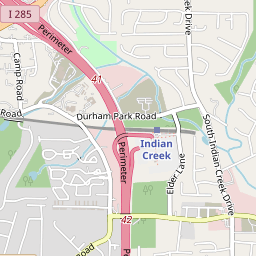 I 285
Perimeter
Creek Drive
Camp Road
41
Road
Durham Park Road
Indian
Creek
Perimeter
Perimeter
Elder Lane
South Indian Creek Drive
42
Road